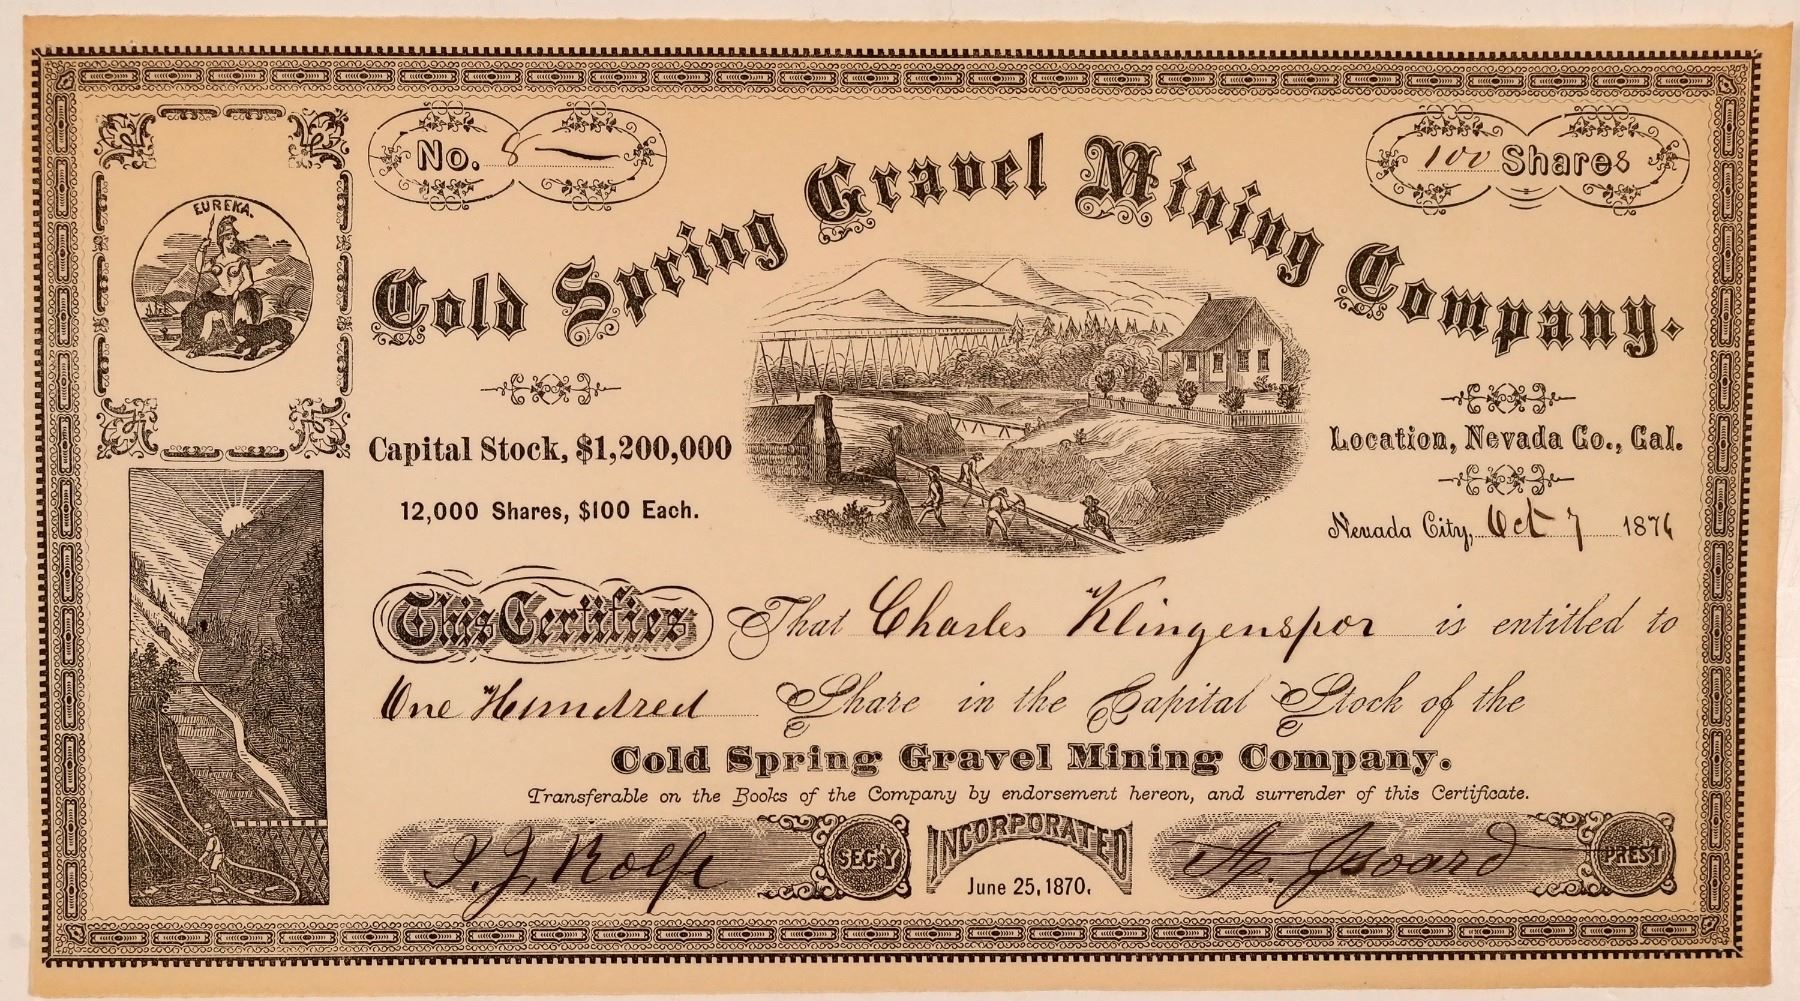 EUREKA.
No. 8
100 Shares
Cold Spring Gravel Mining Company.
Capital Stock, $1,200,000
12,000 Shares, $100 Each.
Location, Nevada Co., Cal.
Nevada City, Oct 7 1876
This Certifies That Charles Klingenspor is entitled to
One Hundred Share in the Capital Stock of the
Cold Spring Gravel Mining Company.
Transferable on the Books of the Company by endorsement hereon, and surrender of this Certificate.
I. J. Rolfe SEC'Y
INCORPORATED
June 25, 1870.
Isoard PREST